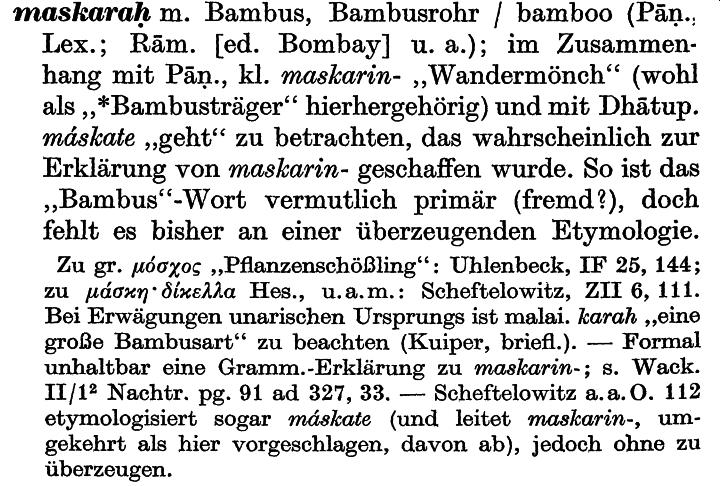 maskaraḥ m. Bambus, Bambusrohr / bamboo (Pāṇ.,
Lex.; Rām. [ed. Bombay] u. a.); im Zusammen-
hang mit Pāṇ., kl. maskarin- „Wandermönch“ (wohl
als „*Bambusträger“ hierhergehörig) und mit Dhātup.
máskate „geht“ zu betrachten, das wahrscheinlich zur
Erklärung von maskarin- geschaffen wurde. So ist das
„Bambus“-Wort vermutlich primär (fremd?), doch
fehlt es bisher an einer überzeugenden Etymologie.
Zu gr. μόσχος „Pflanzenschößling“: Uhlenbeck, IF 25, 144;
zu μάσκη· δίκελλα Hes., u.a.m.: Scheftelowitz, ZII 6, 111.
Bei Erwägungen unarischen Ursprungs ist malai. karah „eine
große Bambusart“ zu beachten (Kuiper, briefl.). — Formal
unhaltbar eine Gramm.-Erklärung zu maskarin-; s. Wack.
II/1² Nachtr. pg. 91 ad 327, 33. — Scheftelowitz a.a.O. 112
etymologisiert sogar máskate (und leitet maskarin-, um-
gekehrt als hier vorgeschlagen, davon ab), jedoch ohne zu
überzeugen.